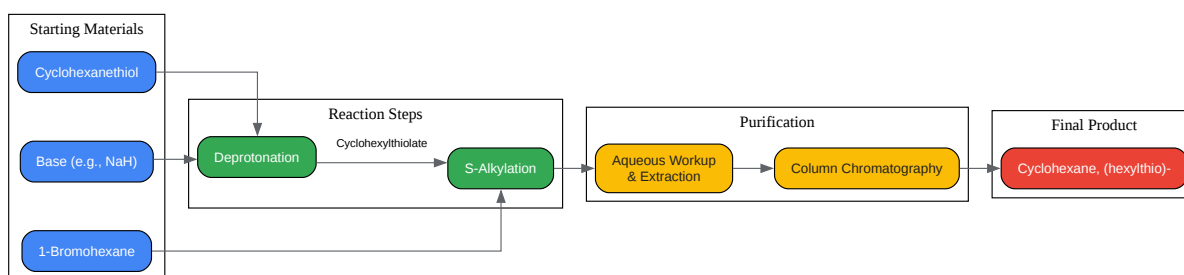 Starting Materials
Cyclohexanethiol
Base (e.g., NaH)
1-Bromohexane
Reaction Steps
Deprotonation
Cyclohexylthiolate
S-Alkylation
Purification
Aqueous Workup
& Extraction
Column Chromatography
Final Product
Cyclohexane, (hexylthio)-